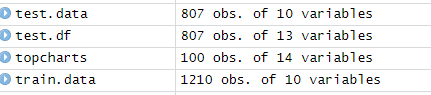 test.data 807 obs. of 10 variables
test.df 807 obs. of 13 variables
topcharts 100 obs. of 14 variables
train.data 1210 obs. of 10 variables